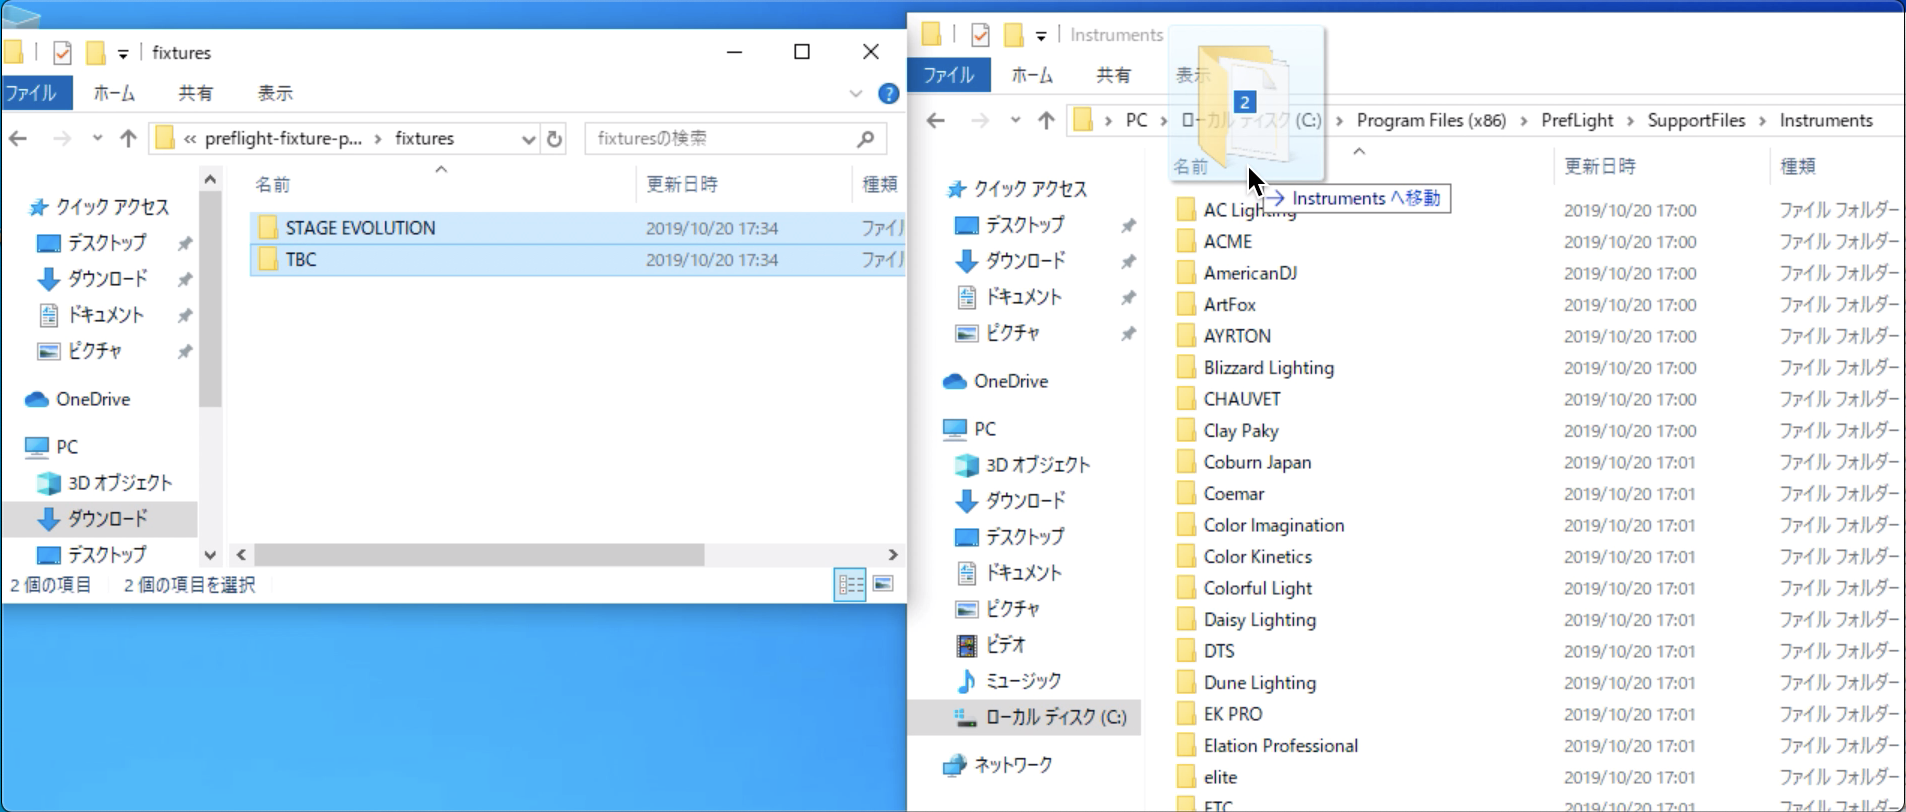 fixtures
ファイル ホーム 共有 表示
« preflight-fixture-p... › fixtures
fixturesの検索
クイック アクセス
デスクトップ
ダウンロード
ドキュメント
ピクチャ
OneDrive
PC
3D オブジェクト
ダウンロード
デスクトップ
名前 更新日時 種類
STAGE EVOLUTION 2019/10/20 17:34 ファイル
TBC 2019/10/20 17:34 ファイル
2 個の項目 2 個の項目を選択
Instruments
ファイル ホーム 共有 表示
› PC › ローカル ディスク (C:) › Program Files (x86) › PrefLight › SupportFiles › Instruments
2
→ Instruments へ移動
クイック アクセス
デスクトップ
ダウンロード
ドキュメント
ピクチャ
OneDrive
PC
3D オブジェクト
ダウンロード
デスクトップ
ドキュメント
ピクチャ
ビデオ
ミュージック
ローカル ディスク (C:)
ネットワーク
名前 更新日時 種類
AC Lighting 2019/10/20 17:00 ファイル フォルダー
ACME 2019/10/20 17:00 ファイル フォルダー
AmericanDJ 2019/10/20 17:00 ファイル フォルダー
ArtFox 2019/10/20 17:00 ファイル フォルダー
AYRTON 2019/10/20 17:00 ファイル フォルダー
Blizzard Lighting 2019/10/20 17:00 ファイル フォルダー
CHAUVET 2019/10/20 17:00 ファイル フォルダー
Clay Paky 2019/10/20 17:00 ファイル フォルダー
Coburn Japan 2019/10/20 17:01 ファイル フォルダー
Coemar 2019/10/20 17:01 ファイル フォルダー
Color Imagination 2019/10/20 17:01 ファイル フォルダー
Color Kinetics 2019/10/20 17:01 ファイル フォルダー
Colorful Light 2019/10/20 17:01 ファイル フォルダー
Daisy Lighting 2019/10/20 17:01 ファイル フォルダー
DTS 2019/10/20 17:01 ファイル フォルダー
Dune Lighting 2019/10/20 17:01 ファイル フォルダー
EK PRO 2019/10/20 17:01 ファイル フォルダー
Elation Professional 2019/10/20 17:01 ファイル フォルダー
elite 2019/10/20 17:01 ファイル フォルダー
ETC 2019/10/20 17:01 ファイル フォルダー